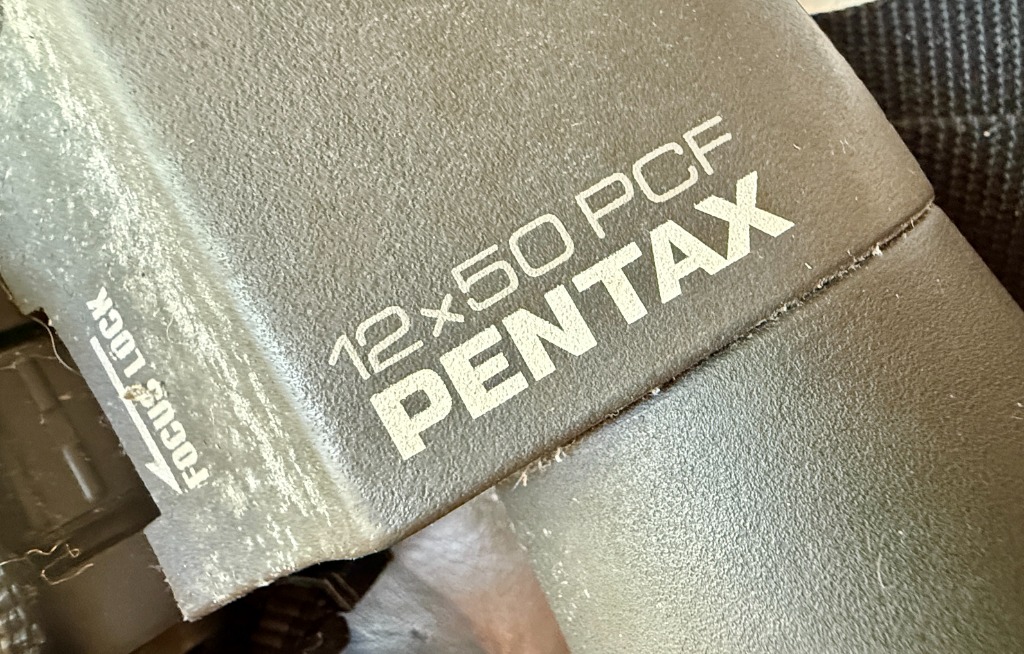 12x50 PCF
PENTAX
FOCUS LOCK